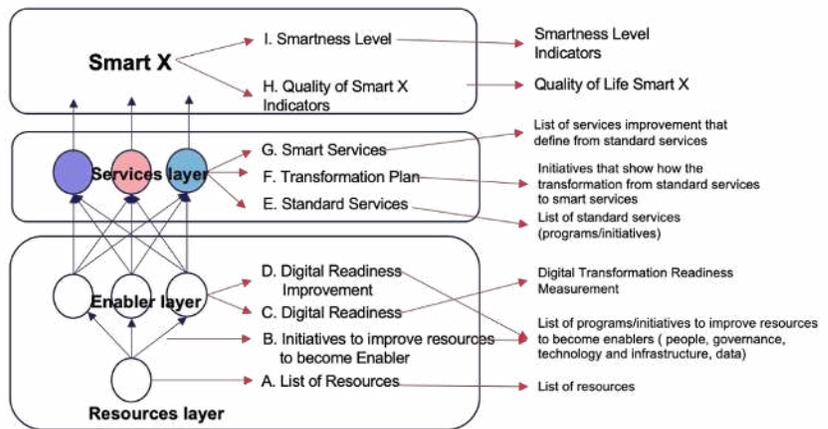 Smart X
I. Smartness Level
H. Quality of Smart X
Indicators
Smartness Level
Indicators
Quality of Life Smart X
Services layer
G. Smart Services
F. Transformation Plan
E. Standard Services
List of services improvement that
define from standard services
Initiatives that show how the
transformation from standard services
to smart services
List of standard services
(programs/initiatives)
Enabler layer
D. Digital Readiness
Improvement
C. Digital Readiness
B. Initiatives to improve resources
to become Enabler
A. List of Resources
Resources layer
Digital Transformation Readiness
Measurement
List of programs/initiatives to improve resources
to become enablers ( people, governance,
technology and infrastructure, data)
List of resources